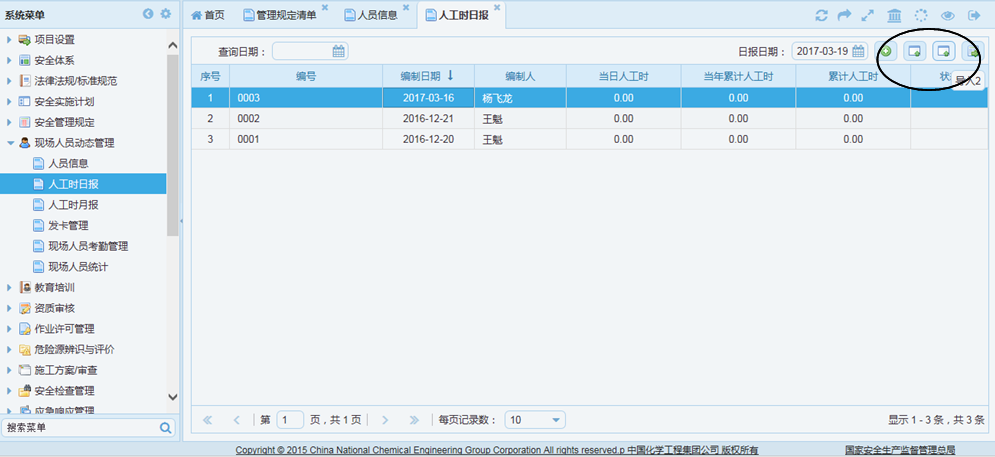 系统菜单
首页 管理规定清单 人员信息 人工时日报
项目设置
安全体系
法律法规/标准规范
安全实施计划
安全管理规定
现场人员动态管理
人员信息
人工时日报
人工时月报
发卡管理
现场人员考勤管理
现场人员统计
教育培训
资质审核
作业许可管理
危险源辨识与评价
施工方案/审查
安全检查管理
应急响应管理
搜索菜单
查询日期： 日报日期： 2017-03-19
序号 编号 编制日期 ↓ 编制人 当日人工时 当年累计人工时 累计人工时
导入2
1 0003 2017-03-16 杨飞龙 0.00 0.00 0.00
2 0002 2016-12-21 王魁 0.00 0.00 0.00
3 0001 2016-12-20 王魁 0.00 0.00 0.00
第 1 页，共 1 页 每页记录数： 10 显示 1 - 3 条，共 3 条
Copyright © 2015 China National Chemical Engineering Group Corporation All rights reserved.p 中国化学工程集团公司 版权所有 国家安全生产监督管理总局